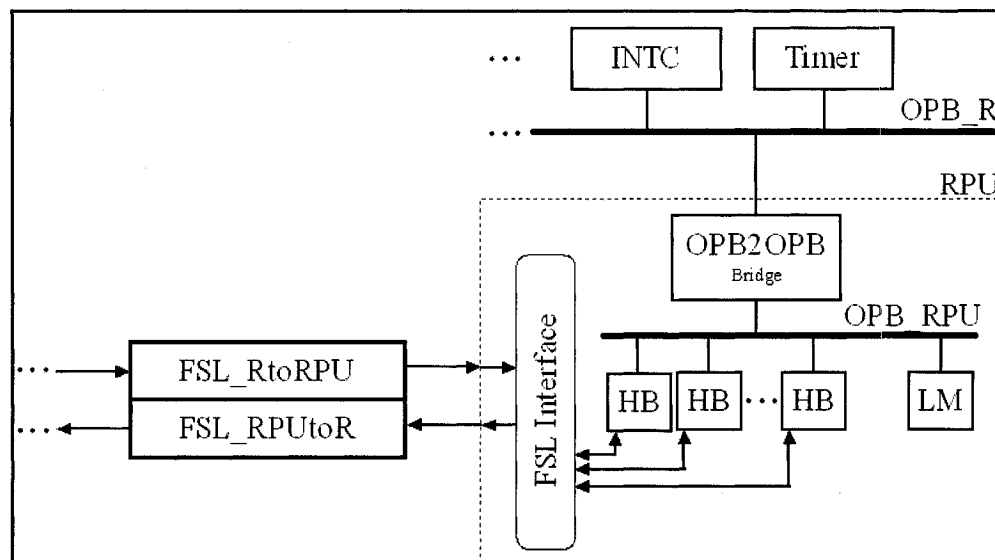 ... INTC Timer
OPB_R
...
RPU
OPB2OPB
Bridge
OPB_RPU
FSL Interface
... FSL_RtoRPU
HB HB ... HB LM
... FSL_RPUtoR